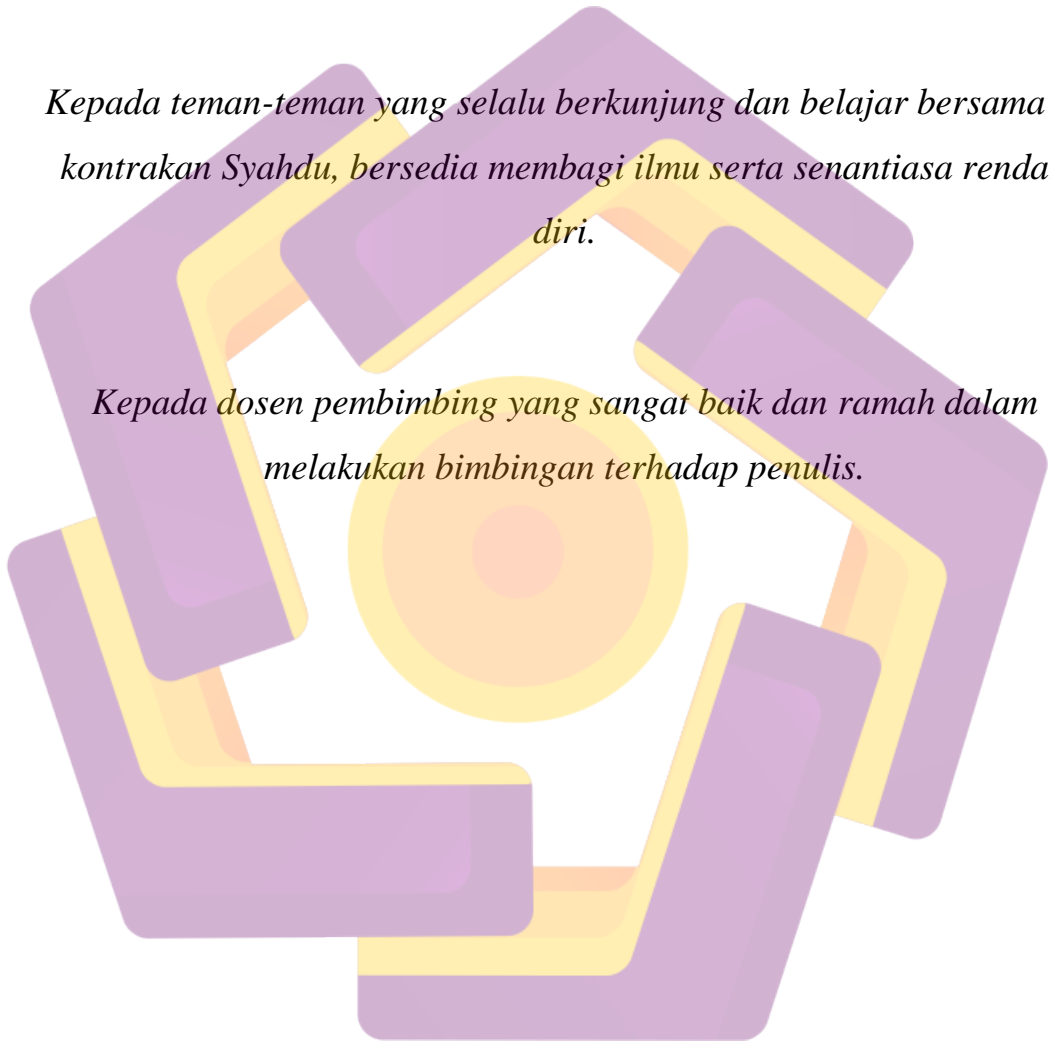 Kepada teman-teman yang selalu berkunjung dan belajar bersama
kontrakan Syahdu, bersedia membagi ilmu serta senantiasa renda
diri.
Kepada dosen pembimbing yang sangat baik dan ramah dalam
melakukan bimbingan terhadap penulis.